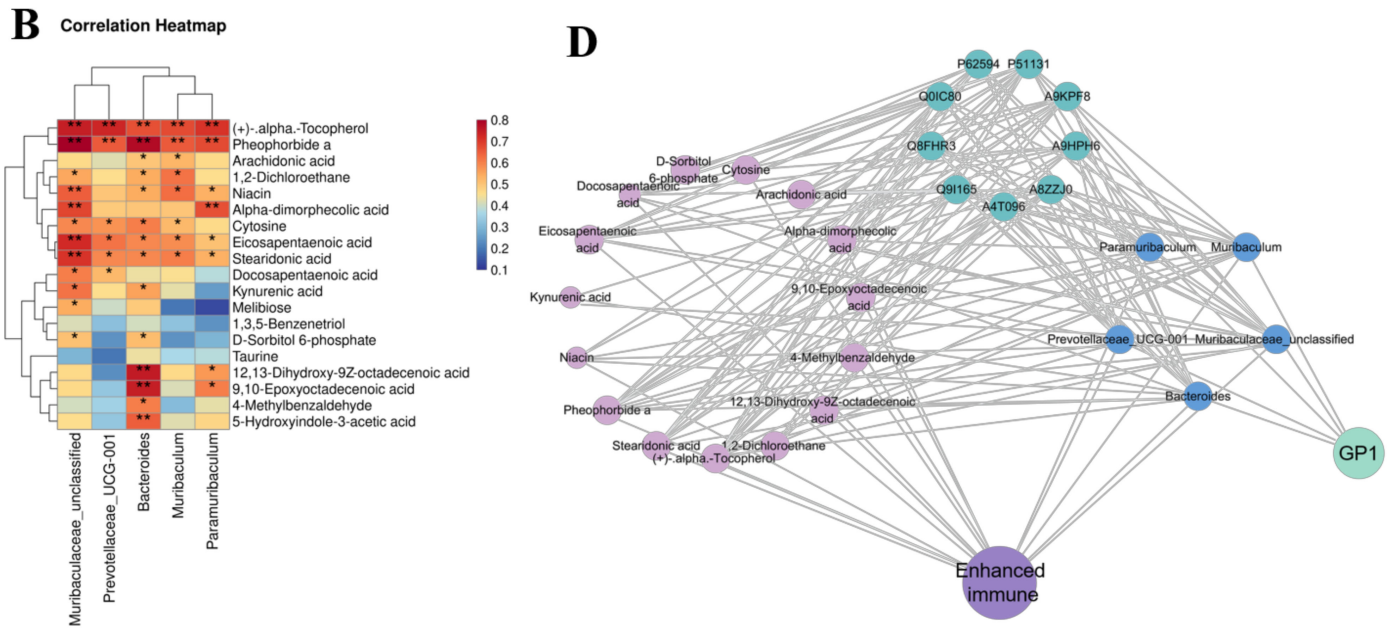 B Correlation Heatmap
** ** ** ** ** (+)-.alpha.-Tocopherol
** ** ** ** ** Pheophorbide a
* * Arachidonic acid
* * * 1,2-Dichloroethane
** * * * Niacin
** ** Alpha-dimorphecolic acid
* * * * Cytosine
** * * * * Eicosapentaenoic acid
** * * * * Stearidonic acid
* * Docosapentaenoic acid
* * Kynurenic acid
* Melibiose
1,3,5-Benzenetriol
* * D-Sorbitol 6-phosphate
Taurine
** * 12,13-Dihydroxy-9Z-octadecenoic acid
** * 9,10-Epoxyoctadecenoic acid
* 4-Methylbenzaldehyde
** 5-Hydroxyindole-3-acetic acid
0.8
0.7
0.6
0.5
0.4
0.3
0.2
0.1
Muribaculaceae_unclassified
Prevotellaceae_UCG-001
Bacteroides
Muribaculum
Paramuribaculum
D
P62594
P51131
Q0IC80
A9KPF8
Q8FHR3
A9HPH6
Q9I165
A8ZZJ0
A4T096
D-Sorbitol
6-phosphate
Cytosine
Docosapentaenoic
acid
Arachidonic acid
Eicosapentaenoic
acid
Alpha-dimorphecolic
acid
Kynurenic acid
9,10-Epoxyoctadecenoic
acid
Niacin
4-Methylbenzaldehyde
Pheophorbide a
12,13-Dihydroxy-9Z-octadecenoic
acid
Stearidonic acid
1,2-Dichloroethane
(+)-.alpha.-Tocopherol
Paramuribaculum
Muribaculum
Prevotellaceae_UCG-001
Muribaculaceae_unclassified
Bacteroides
GP1
Enhanced
immune